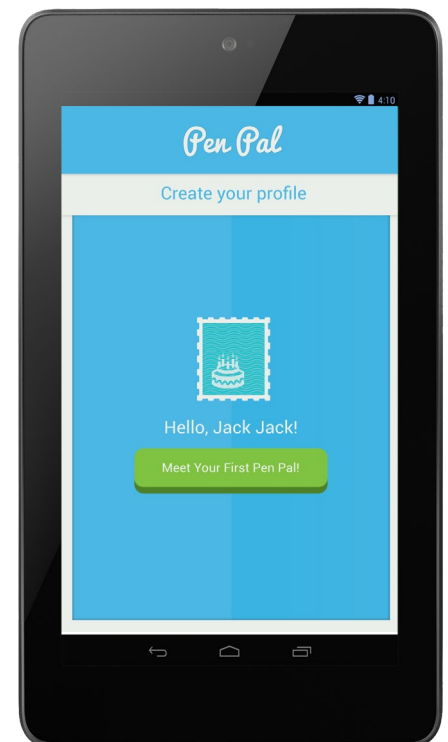 4:10
Pen Pal
Create your profile
Hello, Jack Jack!
Meet Your First Pen Pal!